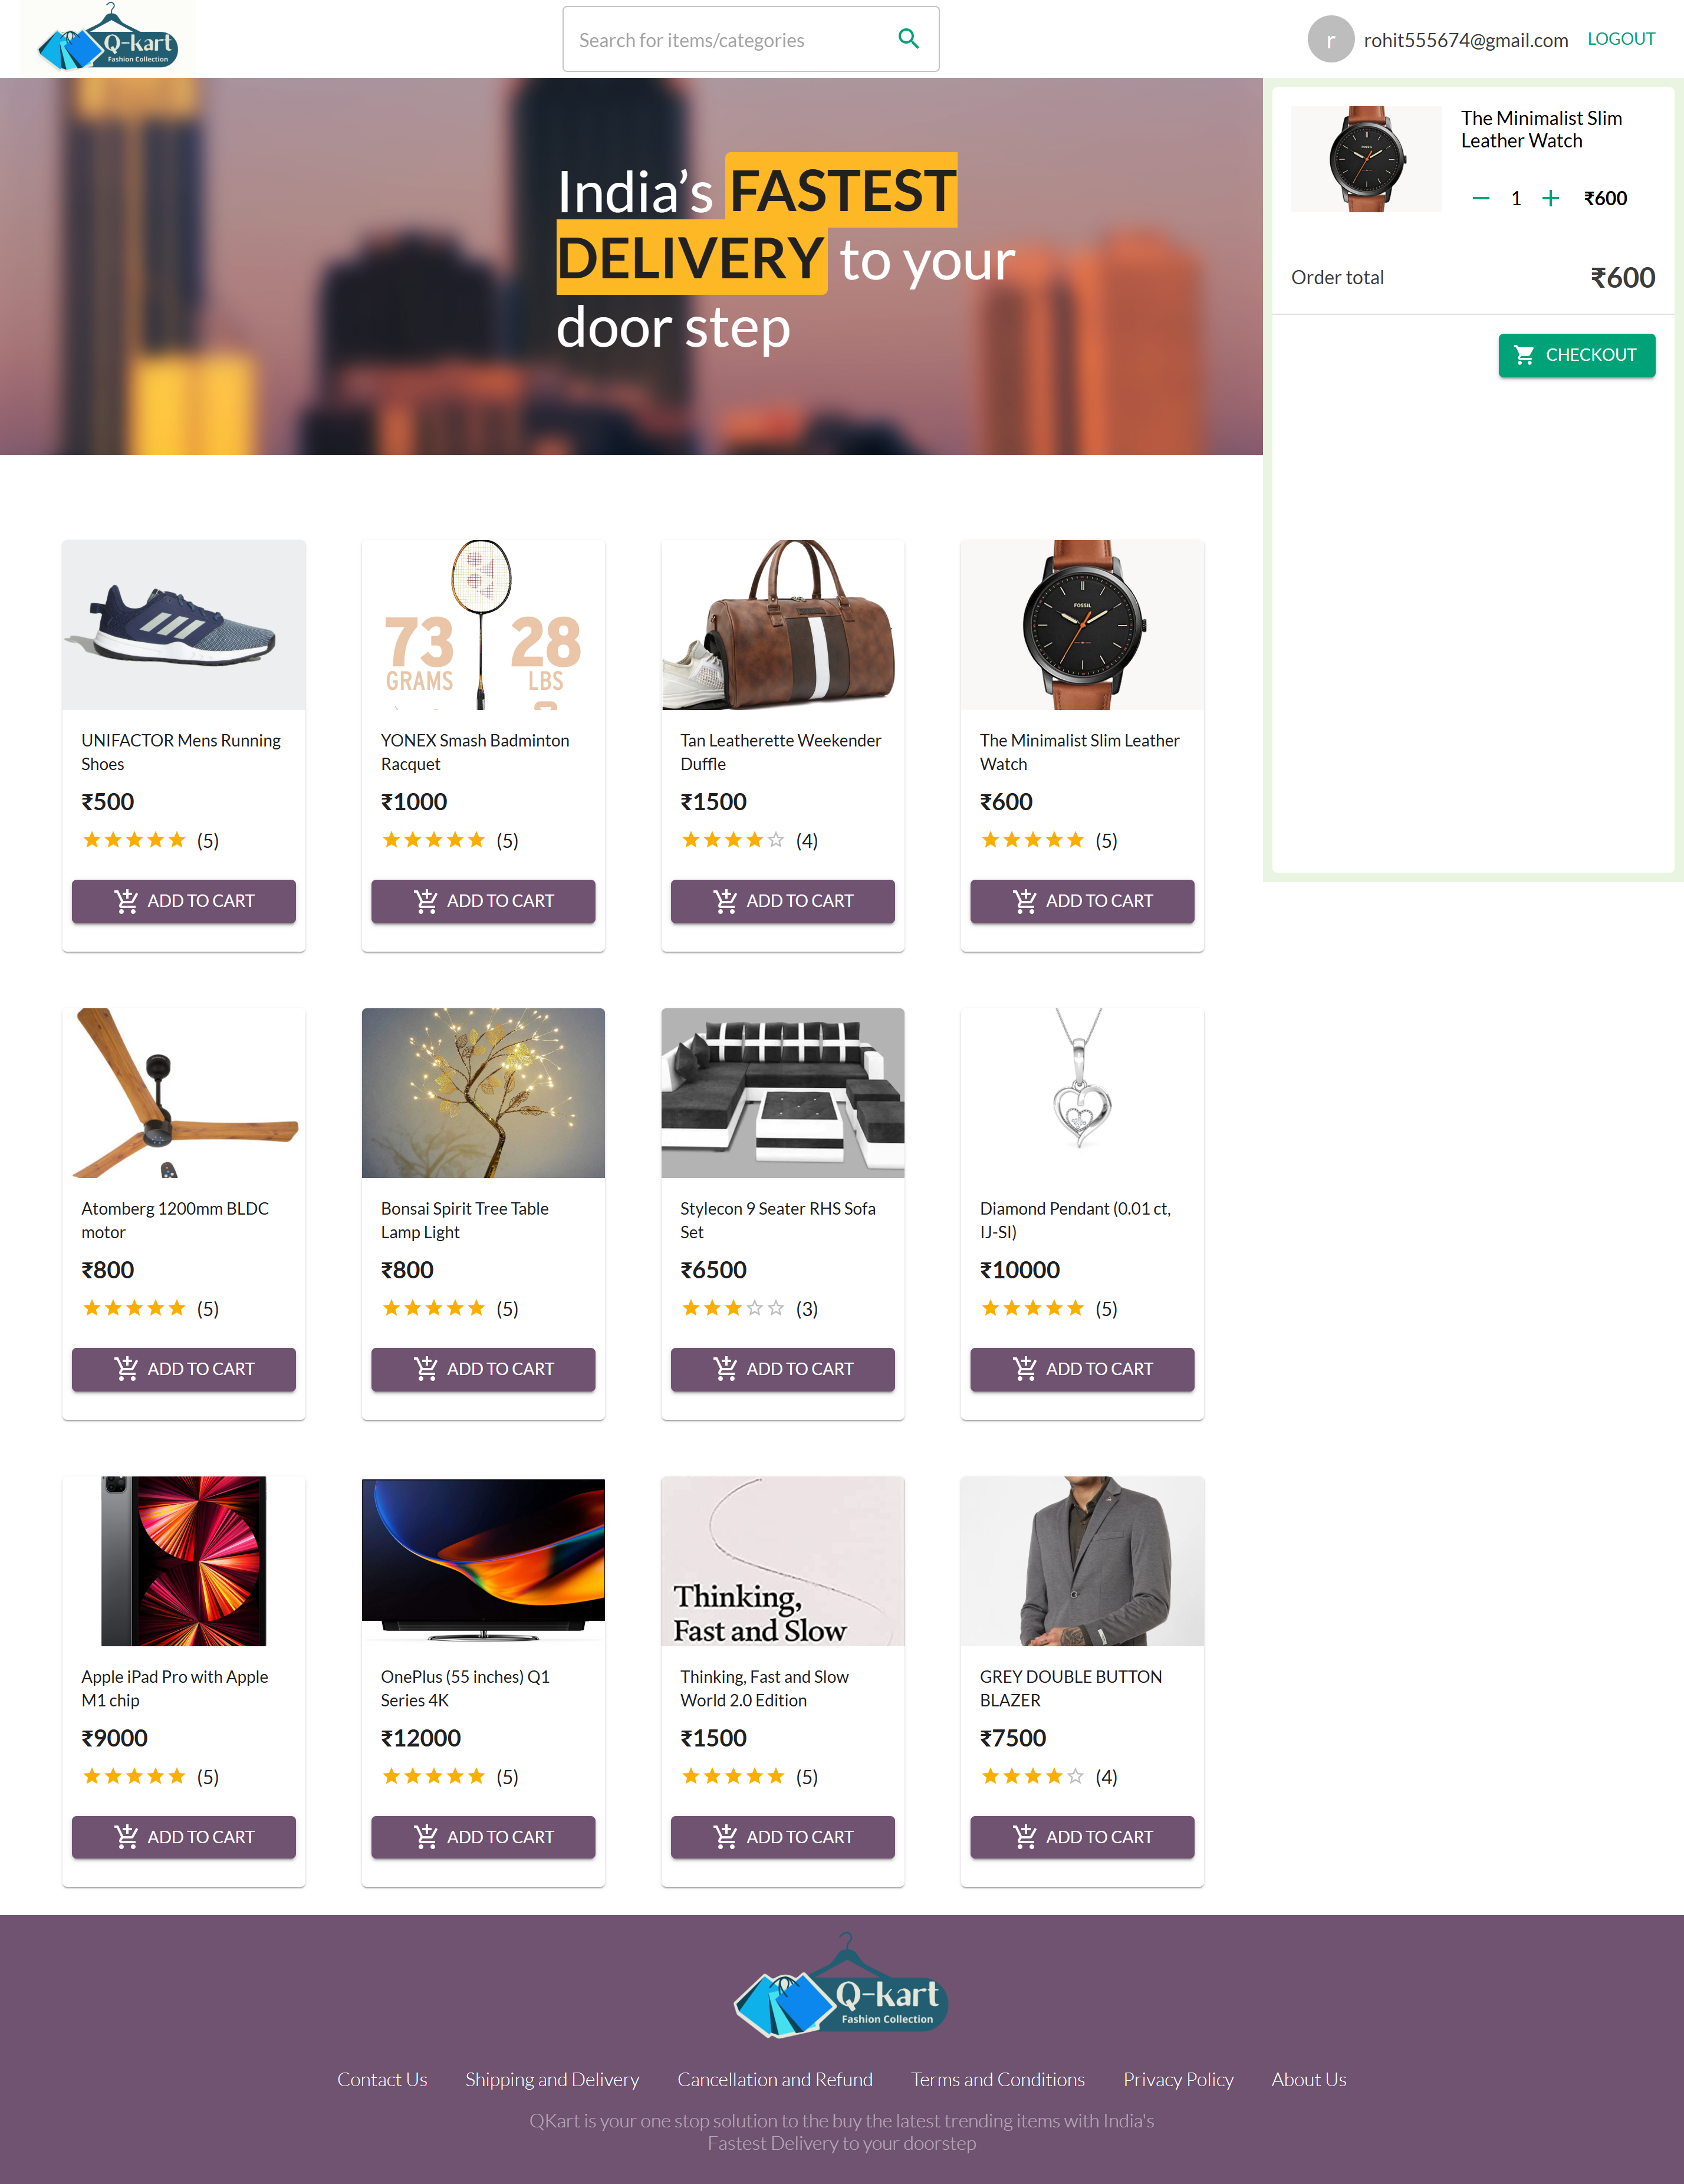 Q-kart
Fashion Collection
Search for items/categories
r
rohit555674@gmail.com
LOGOUT
India’s FASTEST
DELIVERY to your
door step
The Minimalist Slim
Leather Watch
1
₹600
Order total
₹600
CHECKOUT
73
GRAMS
28
LBS
FOSSIL
UNIFACTOR Mens Running
Shoes
₹500
(5)
ADD TO CART
YONEX Smash Badminton
Racquet
₹1000
(5)
ADD TO CART
Tan Leatherette Weekender
Duffle
₹1500
(4)
ADD TO CART
The Minimalist Slim Leather
Watch
₹600
(5)
ADD TO CART
Atomberg 1200mm BLDC
motor
₹800
(5)
ADD TO CART
Bonsai Spirit Tree Table
Lamp Light
₹800
(5)
ADD TO CART
Stylecon 9 Seater RHS Sofa
Set
₹6500
(3)
ADD TO CART
Diamond Pendant (0.01 ct,
IJ-SI)
₹10000
(5)
ADD TO CART
Apple iPad Pro with Apple
M1 chip
₹9000
(5)
ADD TO CART
OnePlus (55 inches) Q1
Series 4K
₹12000
(5)
ADD TO CART
Thinking,
Fast and Slow
Thinking, Fast and Slow
World 2.0 Edition
₹1500
(5)
ADD TO CART
GREY DOUBLE BUTTON
BLAZER
₹7500
(4)
ADD TO CART
Q-kart
Fashion Collection
Contact Us
Shipping and Delivery
Cancellation and Refund
Terms and Conditions
Privacy Policy
About Us
QKart is your one stop solution to the buy the latest trending items with India's
Fastest Delivery to your doorstep